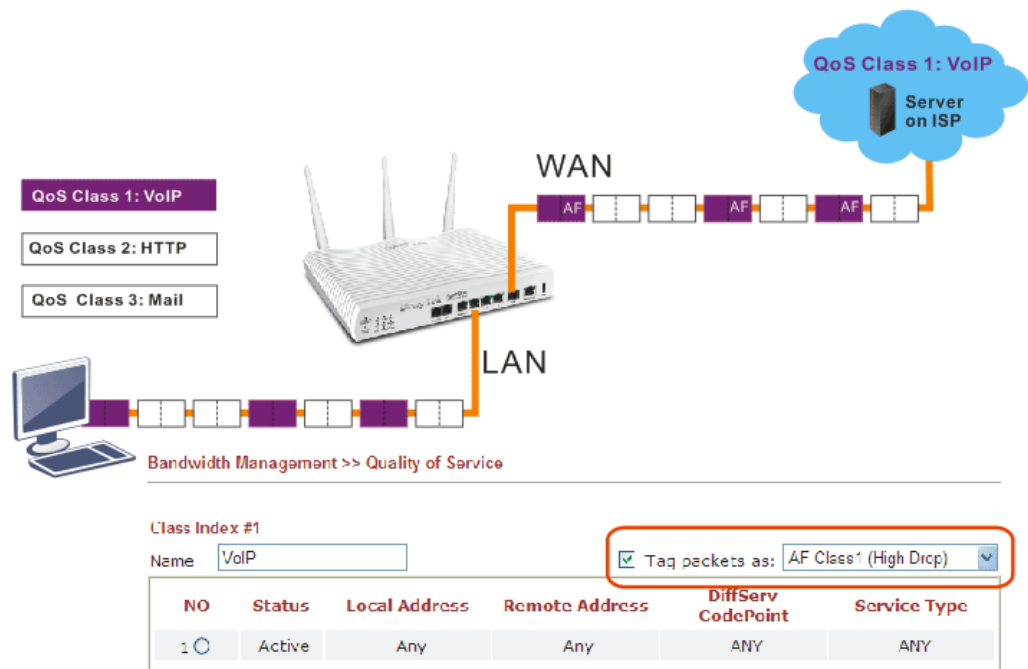 QoS Class 1: VoIP
Server
on ISP
WAN
QoS Class 1: VoIP
AF
AF
AF
QoS Class 2: HTTP
QoS Class 3: Mail
LAN
Bandwidth Management >> Quality of Service
Class Index #1
Name VoIP
Tag packets as: AF Class1 (High Drop)
NO Status Local Address Remote Address DiffServ CodePoint Service Type
1 Active Any Any ANY ANY